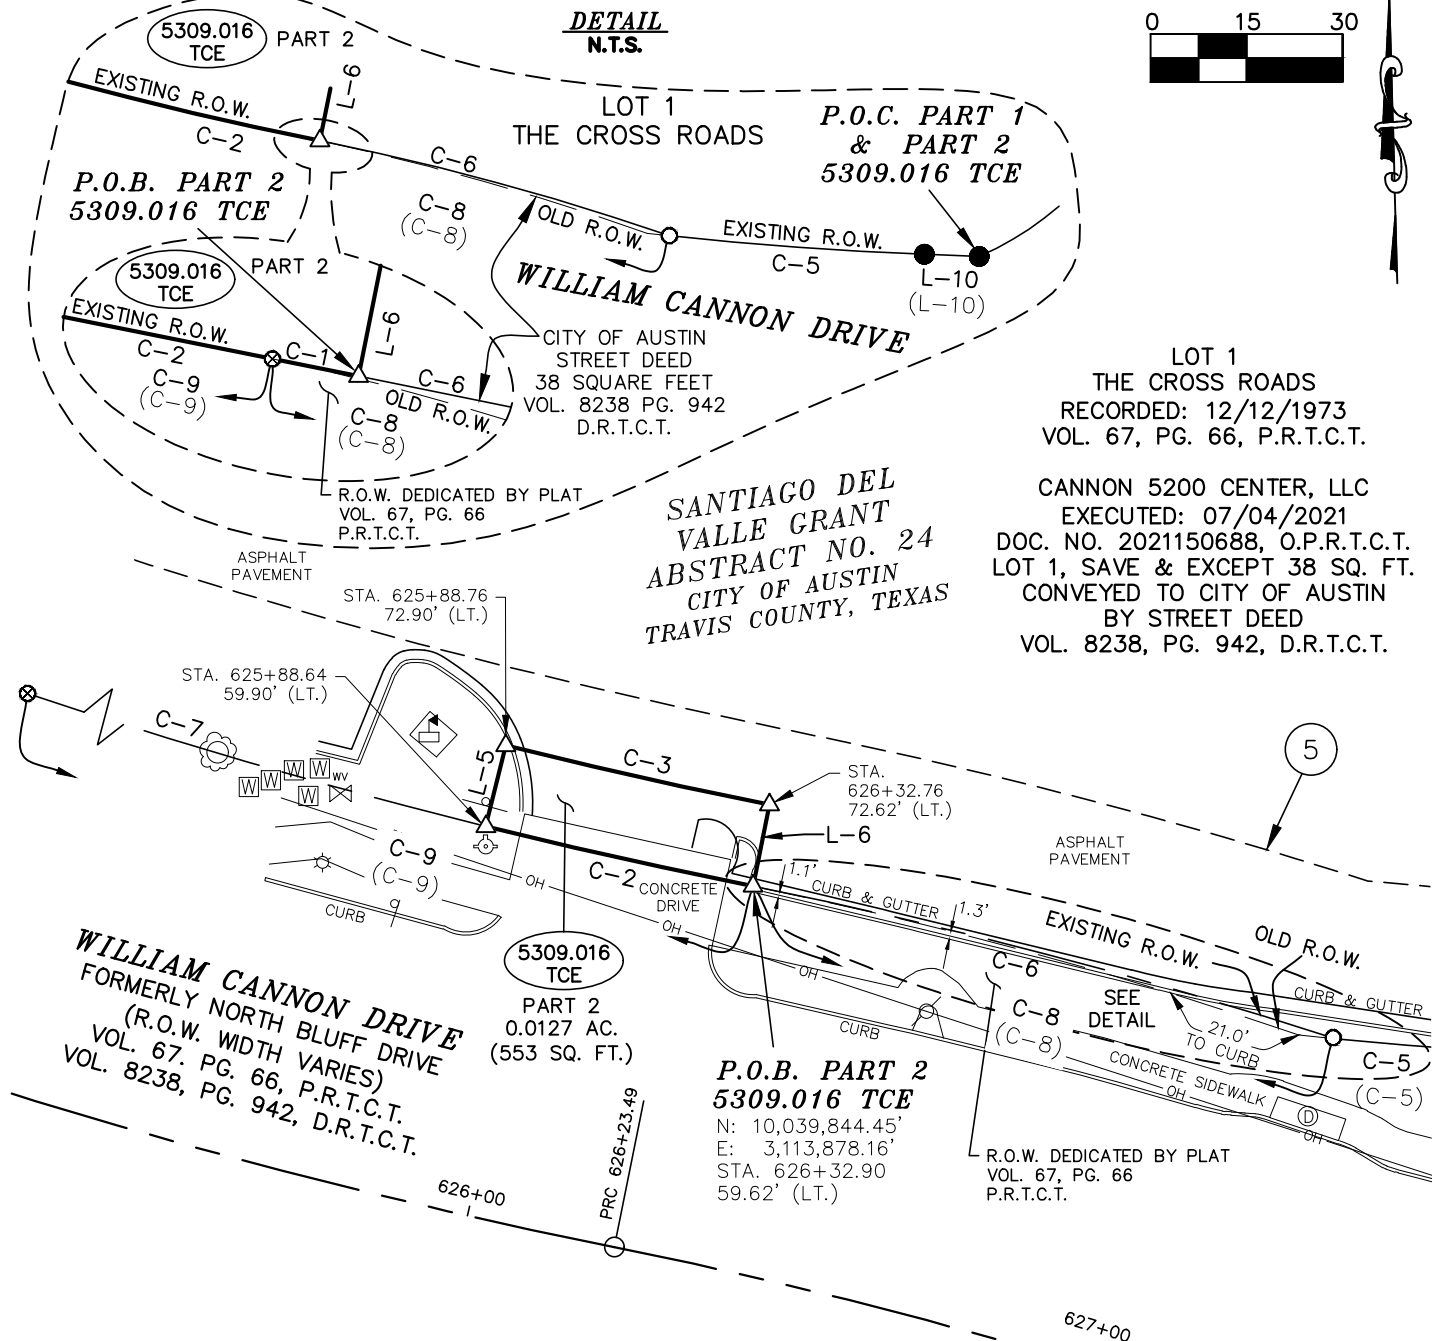 DETAIL
N.T.S.
0 15 30
5309.016
TCE
PART 2
EXISTING R.O.W.
C-2
L-6
LOT 1
THE CROSS ROADS
P.O.C. PART 1
& PART 2
5309.016 TCE
C-6
P.O.B. PART 2
5309.016 TCE
C-8
(C-8)
OLD R.O.W.
EXISTING R.O.W.
C-5
L-10
(L-10)
WILLIAM CANNON DRIVE
5309.016
TCE
PART 2
EXISTING R.O.W.
C-2
C-1
L-6
C-9
(C-9)
C-6
OLD R.O.W.
C-8
(C-8)
CITY OF AUSTIN
STREET DEED
38 SQUARE FEET
VOL. 8238 PG. 942
D.R.T.C.T.
R.O.W. DEDICATED BY PLAT
VOL. 67, PG. 66
P.R.T.C.T.
LOT 1
THE CROSS ROADS
RECORDED: 12/12/1973
VOL. 67, PG. 66, P.R.T.C.T.
CANNON 5200 CENTER, LLC
EXECUTED: 07/04/2021
DOC. NO. 2021150688, O.P.R.T.C.T.
LOT 1, SAVE & EXCEPT 38 SQ. FT.
CONVEYED TO CITY OF AUSTIN
BY STREET DEED
VOL. 8238, PG. 942, D.R.T.C.T.
SANTIAGO DEL
VALLE GRANT
ABSTRACT NO. 24
CITY OF AUSTIN
TRAVIS COUNTY, TEXAS
ASPHALT
PAVEMENT
STA. 625+88.76
72.90' (LT.)
STA. 625+88.64
59.90' (LT.)
C-7
W W W W W
WV
L-5
C-3
STA.
626+32.76
72.62' (LT.)
L-6
5
ASPHALT
PAVEMENT
C-9
(C-9)
C-2
CONCRETE
DRIVE
OH
OH
OH
OH
OH
CURB
1.1'
CURB & GUTTER
1.3'
EXISTING R.O.W.
OLD R.O.W.
C-6
SEE
DETAIL
CURB & GUTTER
C-8
(C-8)
21.0'
TO CURB
C-5
(C-5)
CURB
CONCRETE SIDEWALK
D
5309.016
TCE
PART 2
0.0127 AC.
(553 SQ. FT.)
WILLIAM CANNON DRIVE
FORMERLY NORTH BLUFF DRIVE
(R.O.W. WIDTH VARIES)
VOL. 67. PG. 66, P.R.T.C.T.
VOL. 8238, PG. 942, D.R.T.C.T.
P.O.B. PART 2
5309.016 TCE
N: 10,039,844.45'
E: 3,113,878.16'
STA. 626+32.90
59.62' (LT.)
R.O.W. DEDICATED BY PLAT
VOL. 67, PG. 66
P.R.T.C.T.
626+00
PRC 626+23.49
627+00